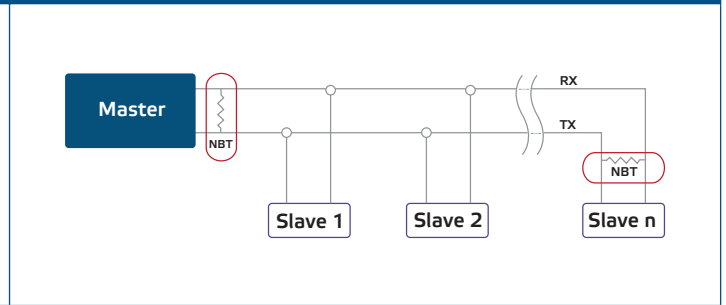 RX
Master
TX
NBT
NBT
Slave 1
Slave 2
Slave n